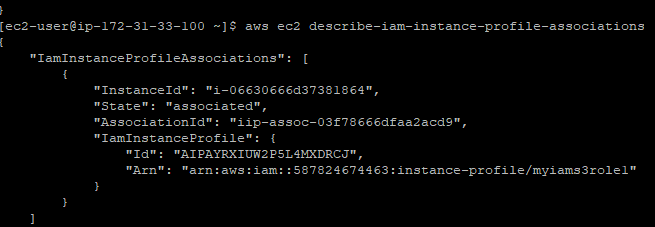 }
[ec2-user@ip-172-31-33-100 ~]$ aws ec2 describe-iam-instance-profile-associations
{
    "IamInstanceProfileAssociations": [
        {
            "InstanceId": "i-06630666d37381864",
            "State": "associated",
            "AssociationId": "iip-assoc-03f78666dfaa2acd9",
            "IamInstanceProfile": {
                "Id": "AIPAYRXIUW2P5L4MXDRCJ",
                "Arn": "arn:aws:iam::587824674463:instance-profile/myiams3role1"
            }
        }
    ]